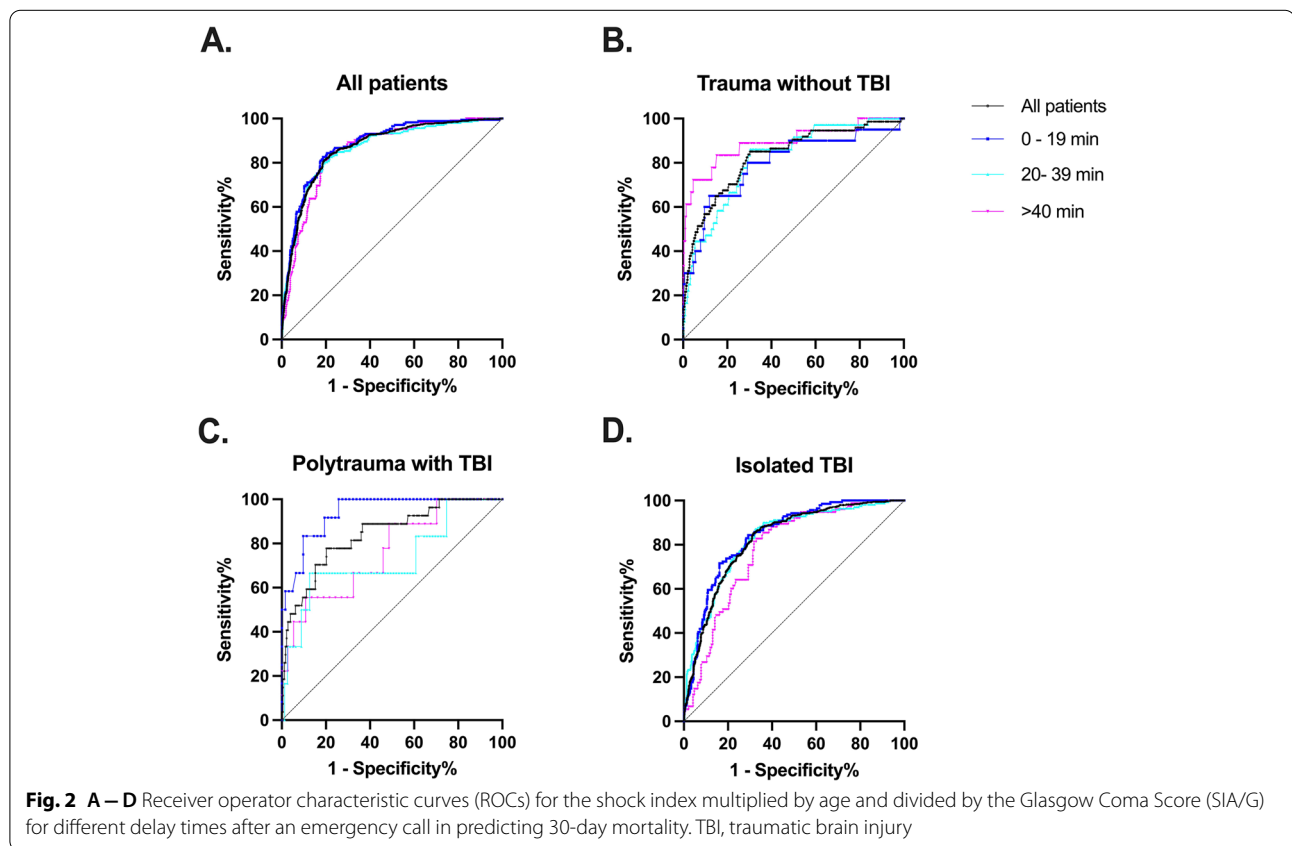 A.
All patients
Sensitivity%
100
80
60
40
20
0
0 20 40 60 80 100
1 - Specificity%
B.
Trauma without TBI
Sensitivity%
100
80
60
40
20
0
0 20 40 60 80 100
1 - Specificity%
All patients
0 - 19 min
20- 39 min
>40 min
C.
Polytrauma with TBI
Sensitivity%
100
80
60
40
20
0
0 20 40 60 80 100
1 - Specificity%
D.
Isolated TBI
Sensitivity%
100
80
60
40
20
0
0 20 40 60 80 100
1 - Specificity%
Fig. 2 A — D Receiver operator characteristic curves (ROCs) for the shock index multiplied by age and divided by the Glasgow Coma Score (SIA/G)
for different delay times after an emergency call in predicting 30-day mortality. TBI, traumatic brain injury